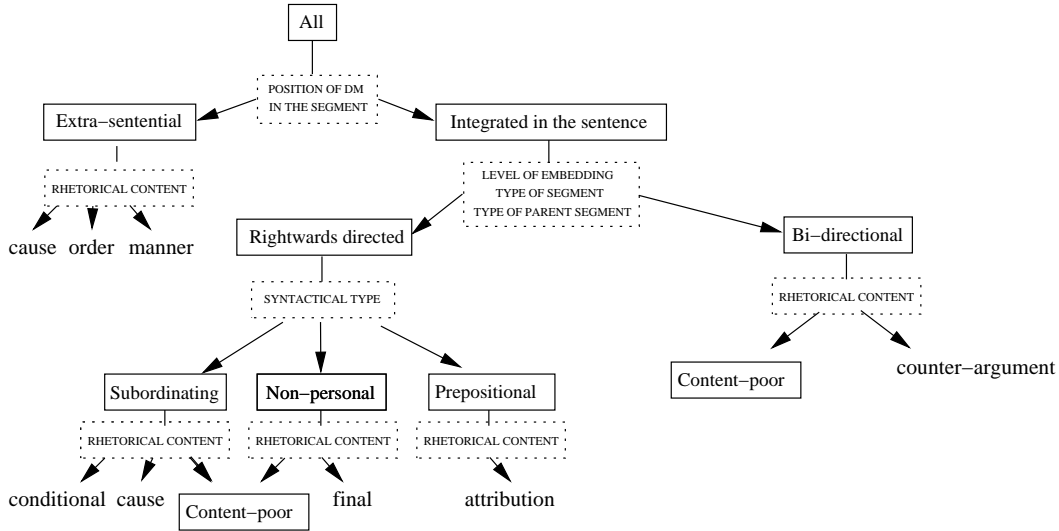 All
POSITION OF DM
IN THE SEGMENT
Extra−sentential
Integrated in the sentence
RHETORICAL CONTENT
LEVEL OF EMBEDDING
TYPE OF SEGMENT
TYPE OF PARENT SEGMENT
cause order manner
Rightwards directed
Bi−directional
SYNTACTICAL TYPE
RHETORICAL CONTENT
Content−poor
counter−argument
Subordinating
Non−personal
Prepositional
RHETORICAL CONTENT
RHETORICAL CONTENT
RHETORICAL CONTENT
conditional cause
Content−poor
final
attribution